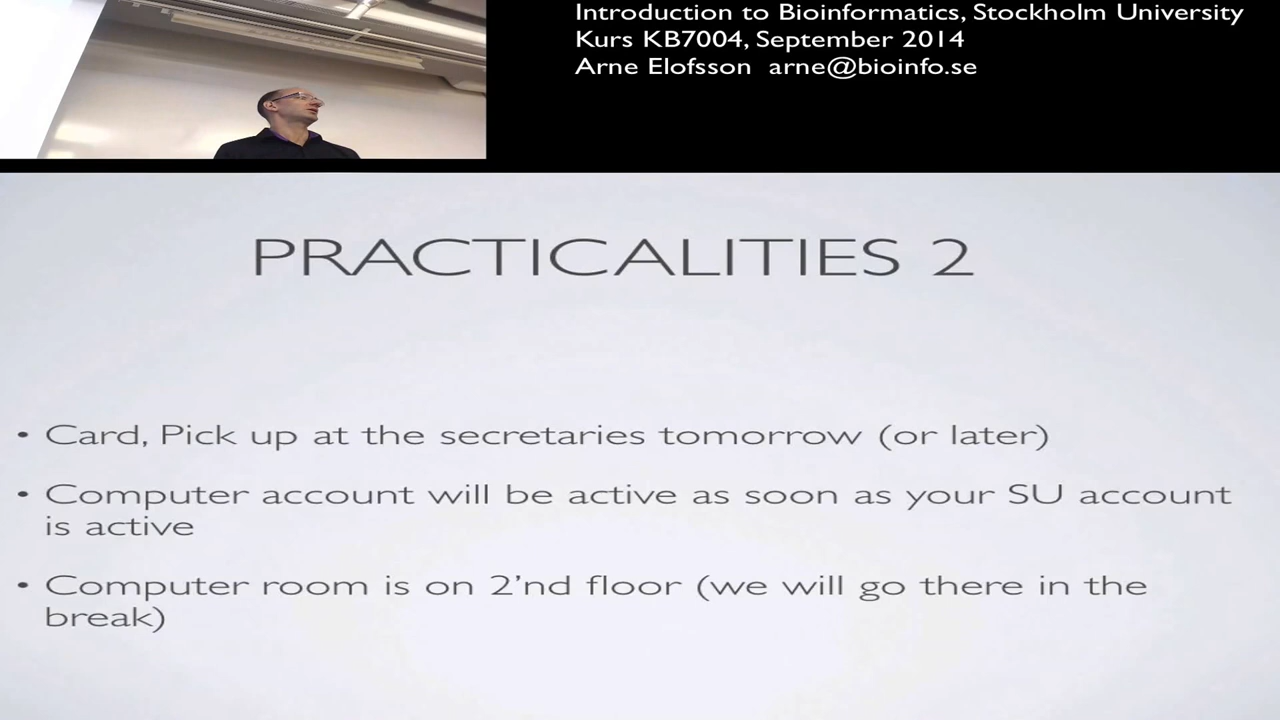 Introduction to Bioinformatics, Stockholm University
Kurs KB7004, September 2014
Arne Elofsson arne@bioinfo.se
PRACTICALITIES 2
• Card, Pick up at the secretaries tomorrow (or later)
• Computer account will be active as soon as your SU account
is active
• Computer room is on 2’nd floor (we will go there in the
break)